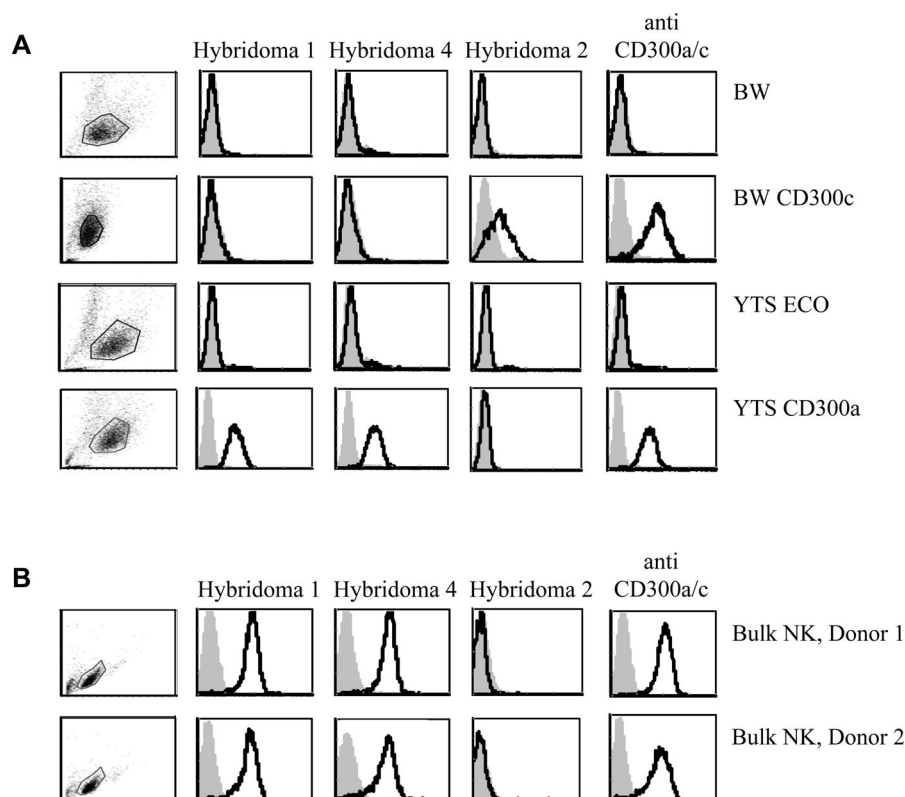 A
Hybridoma 1 Hybridoma 4 Hybridoma 2 anti CD300a/c
BW
BW CD300c
YTS ECO
YTS CD300a
B
Hybridoma 1 Hybridoma 4 Hybridoma 2 anti CD300a/c
Bulk NK, Donor 1
Bulk NK, Donor 2